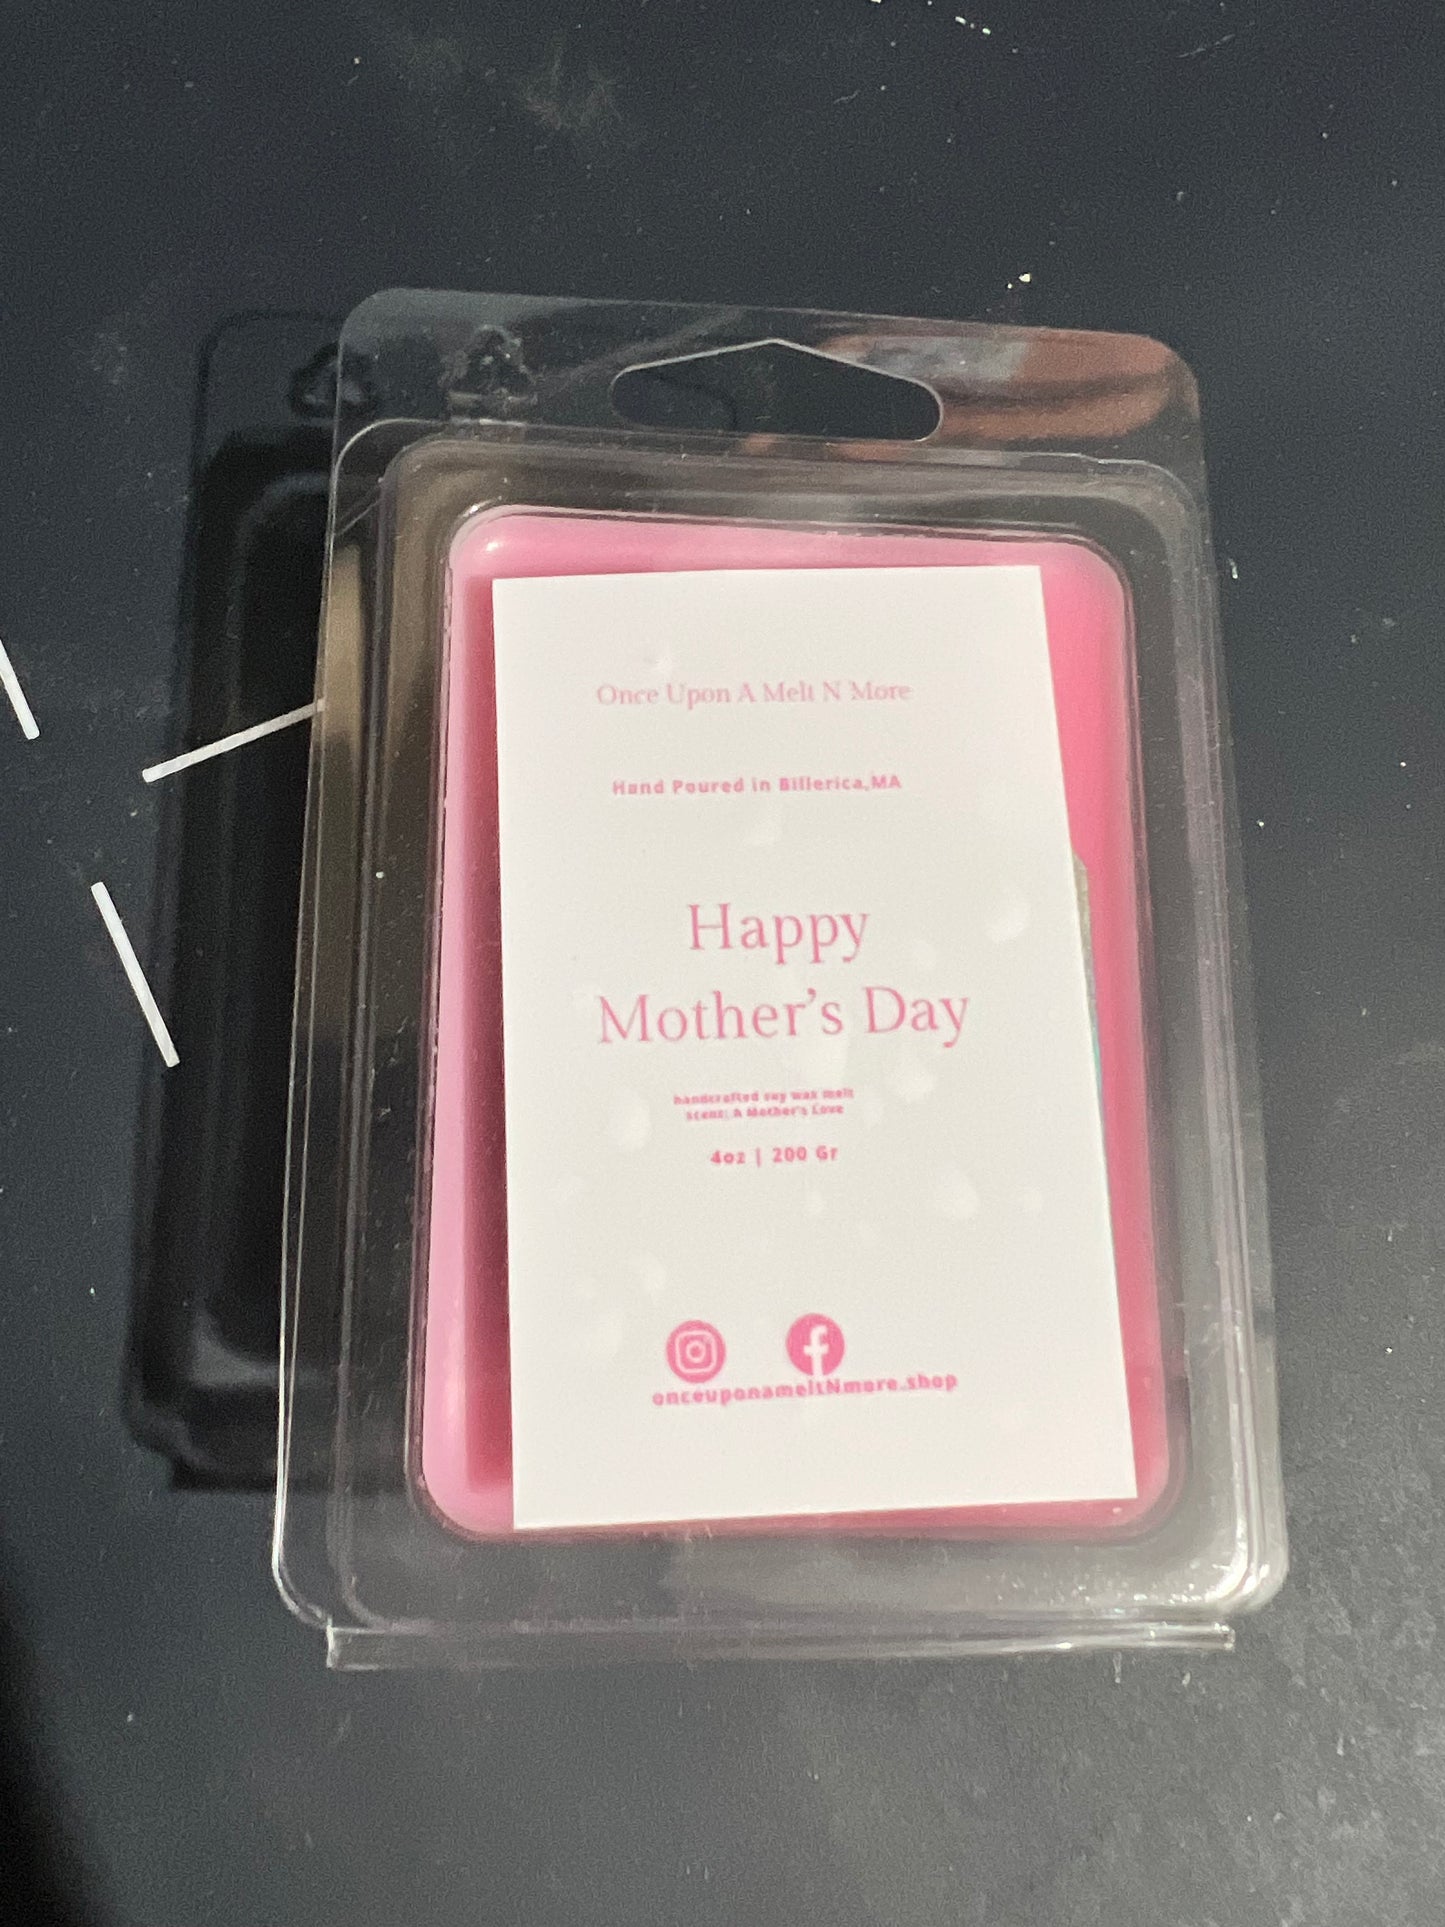 Once Upon A Melt N More
Hand Poured in Billerica,MA
Happy
Mother's Day
handcrafted soy wax melt
Scent: A Mother's Love
4oz | 200 Gr
onceuponameltNmore.shop